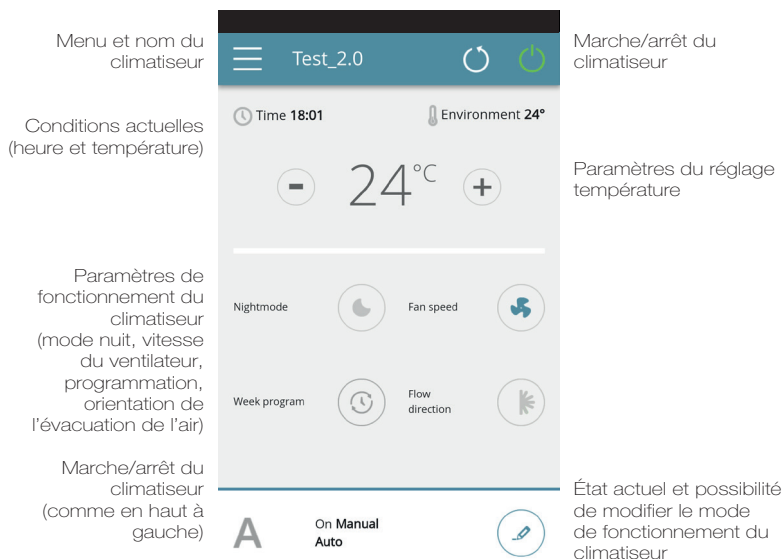 Menu et nom du
climatiseur
Conditions actuelles
(heure et température)
Paramètres de
fonctionnement du
climatiseur
(mode nuit, vitesse
du ventilateur,
programmation,
orientation de
l'évacuation de l'air)
Marche/arrêt du
climatiseur
(comme en haut à
gauche)
Test_2.0
Time 18:01
Environment 24°
- 24°C +
Nightmode
Fan speed
Week program
Flow
direction
A
On Manual
Auto
Marche/arrêt du
climatiseur
Paramètres du réglage
température
État actuel et possibilité
de modifier le mode
de fonctionnement du
climatiseur